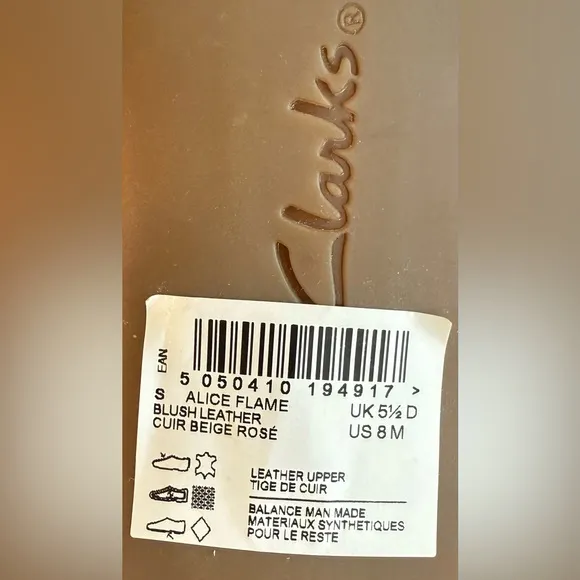 Clarks®
EAN
5 050410 194917 >
S ALICE FLAME
BLUSH LEATHER
CUIR BEIGE ROSÉ
UK 5½ D
US 8 M
LEATHER UPPER
TIGE DE CUIR
BALANCE MAN MADE
MATERIAUX SYNTHETIQUES
POUR LE RESTE